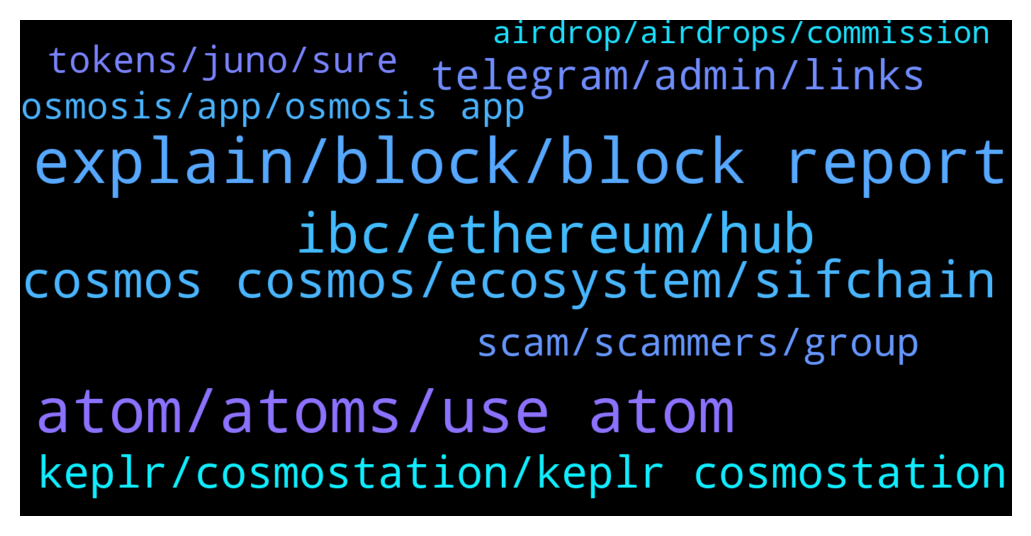 airdrop/airdrops/commission
tokens/juno/sure
telegram/admin/links
osmosis/app/osmosis app
explain/block/block report
ibc/ethereum/hub
cosmos cosmos/ecosystem/sifchain
scam/scammers/group
atom/atoms/use atom
keplr/cosmostation/keplr cosmostation